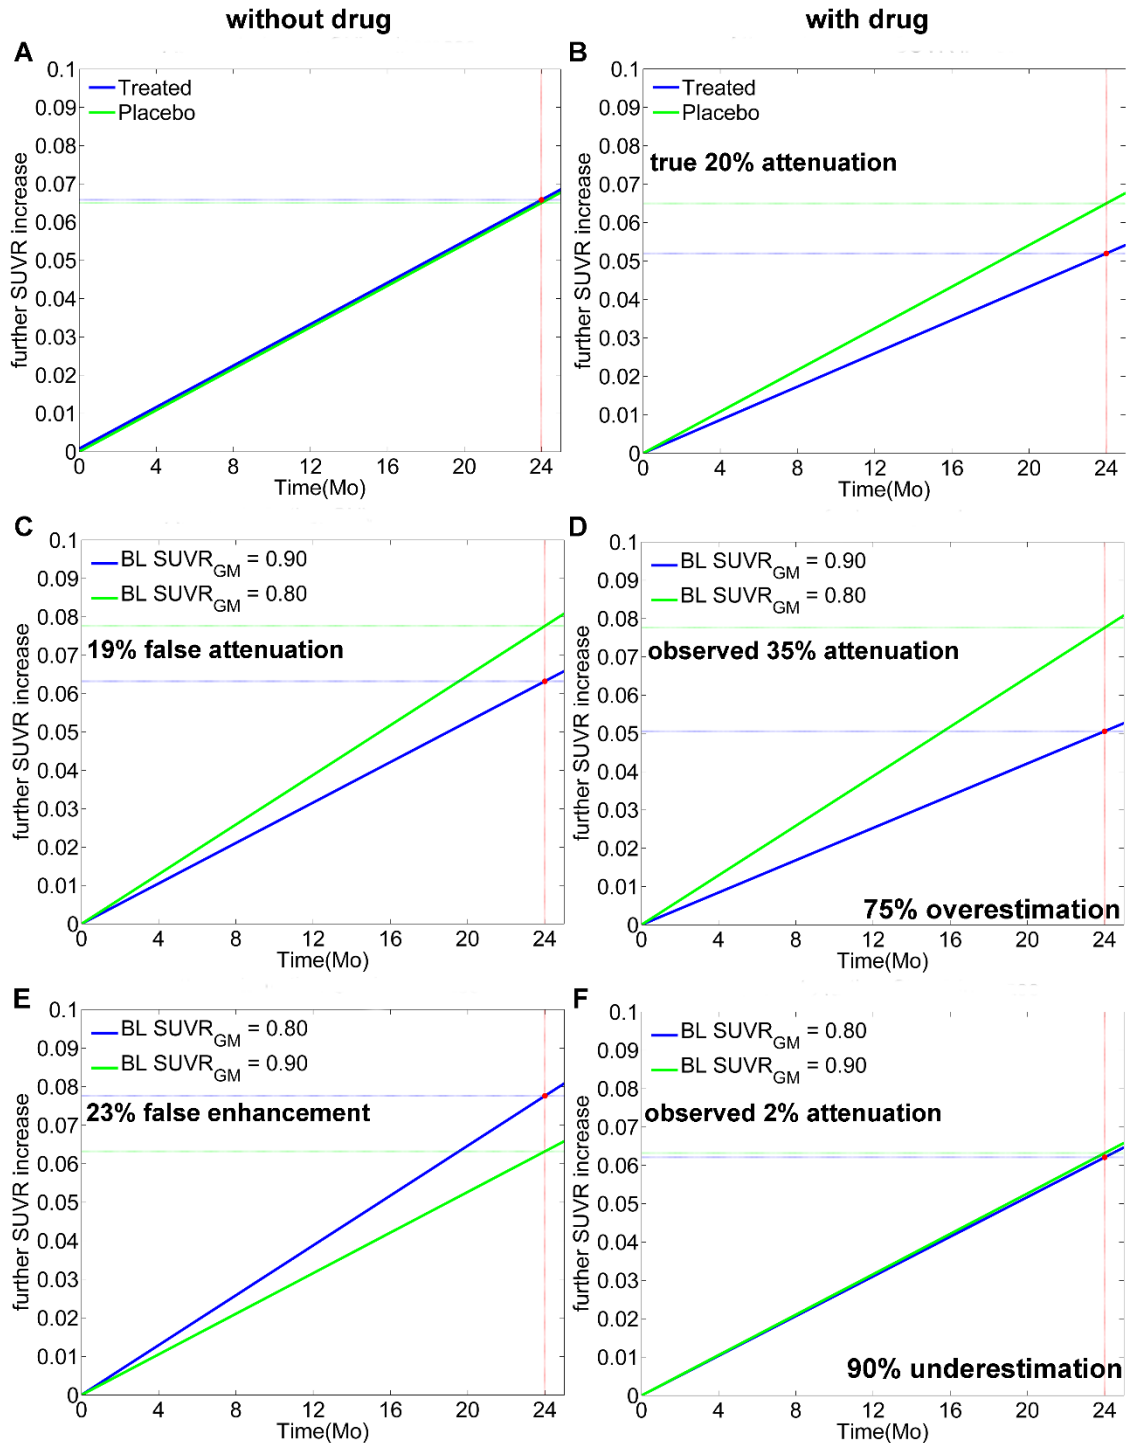 without drug
with drug
A
0.1
0.09
0.08
0.07
0.06
0.05
0.04
0.03
0.02
0.01
0
further SUVR increase
Treated
Placebo
0 4 8 12 16 20 24
Time(Mo)
B
0.1
0.09
0.08
0.07
0.06
0.05
0.04
0.03
0.02
0.01
0
further SUVR increase
Treated
Placebo
true 20% attenuation
0 4 8 12 16 20 24
Time(Mo)
C
0.1
0.09
0.08
0.07
0.06
0.05
0.04
0.03
0.02
0.01
0
further SUVR increase
BL SUVRGM = 0.90
BL SUVRGM = 0.80
19% false attenuation
0 4 8 12 16 20 24
Time(Mo)
D
0.1
0.09
0.08
0.07
0.06
0.05
0.04
0.03
0.02
0.01
0
further SUVR increase
BL SUVRGM = 0.90
BL SUVRGM = 0.80
observed 35% attenuation
75% overestimation
0 4 8 12 16 20 24
Time(Mo)
E
0.1
0.09
0.08
0.07
0.06
0.05
0.04
0.03
0.02
0.01
0
further SUVR increase
BL SUVRGM = 0.80
BL SUVRGM = 0.90
23% false enhancement
0 4 8 12 16 20 24
Time(Mo)
F
0.1
0.09
0.08
0.07
0.06
0.05
0.04
0.03
0.02
0.01
0
further SUVR increase
BL SUVRGM = 0.80
BL SUVRGM = 0.90
observed 2% attenuation
90% underestimation
0 4 8 12 16 20 24
Time(Mo)